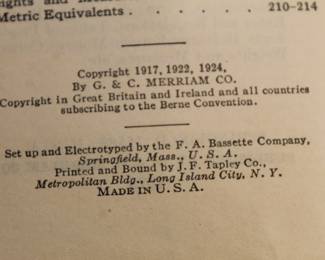 Metric Equivalents . . . . . . 210–214
Copyright 1917, 1922, 1924,
By G. & C. MERRIAM CO.
Copyright in Great Britain and Ireland and all countries
subscribing to the Berne Convention.
Set up and Electrotyped by the F. A. Bassette Company,
Springfield, Mass., U. S. A.
Printed and Bound by J. F. Tapley Co.,
Metropolitan Bldg., Long Island City, N. Y.
MADE IN U. S. A.